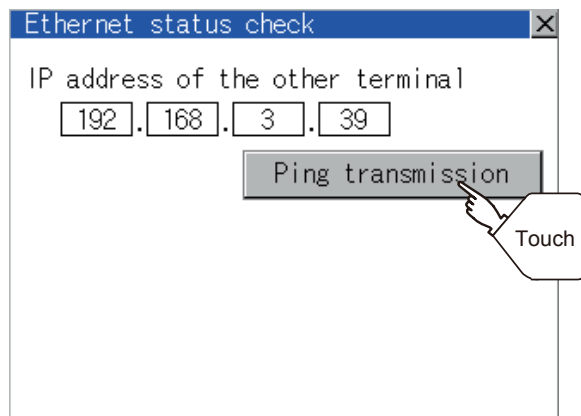 Ethernet status check
IP address of the other terminal
192.168.3.39
Ping transmission
Touch